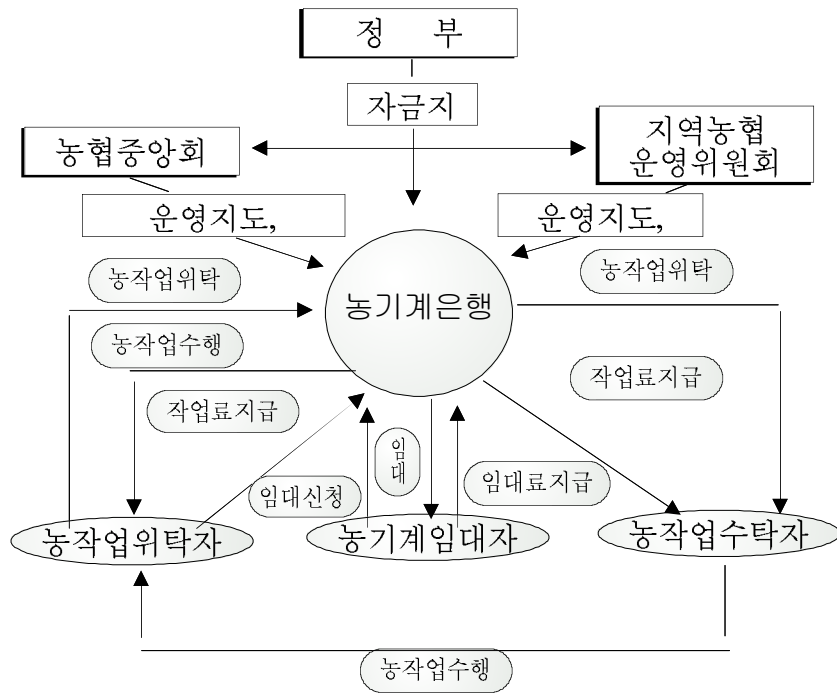 정 부
자금지
농협중앙회
지역농협
운영위원회
운영지도,
운영지도,
농작업위탁
농작업위탁
농기계은행
농작업수행
작업료지급
작업료지급
임
대
임대신청
임대료지급
농작업위탁자
농기계임대자
농작업수탁자
농작업수행